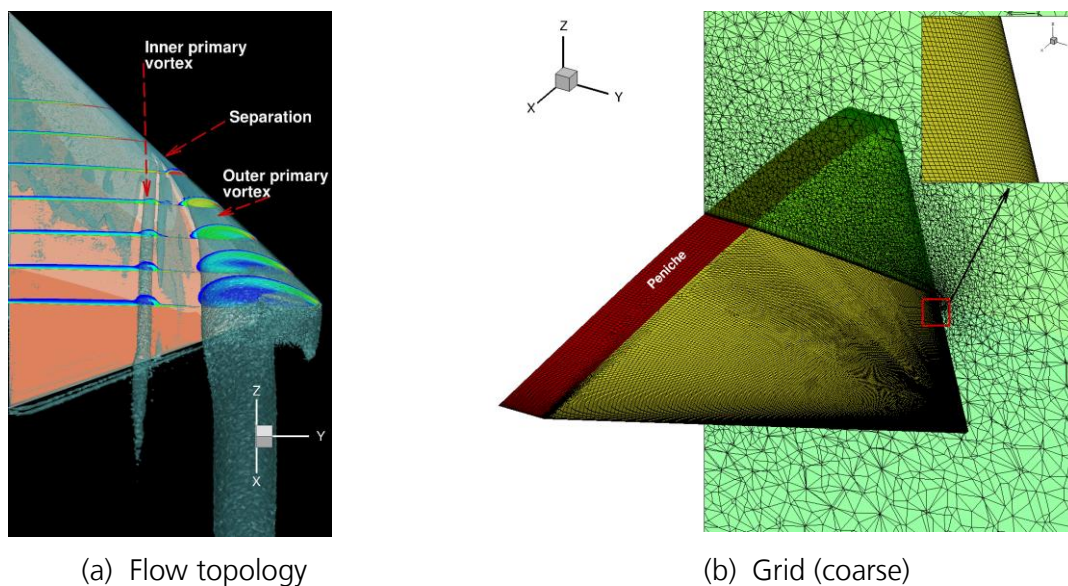 Inner primary
vortex
Separation
Outer primary
vortex
Z
Y
X
Z
X
Y
Peniche
(a) Flow topology
(b) Grid (coarse)